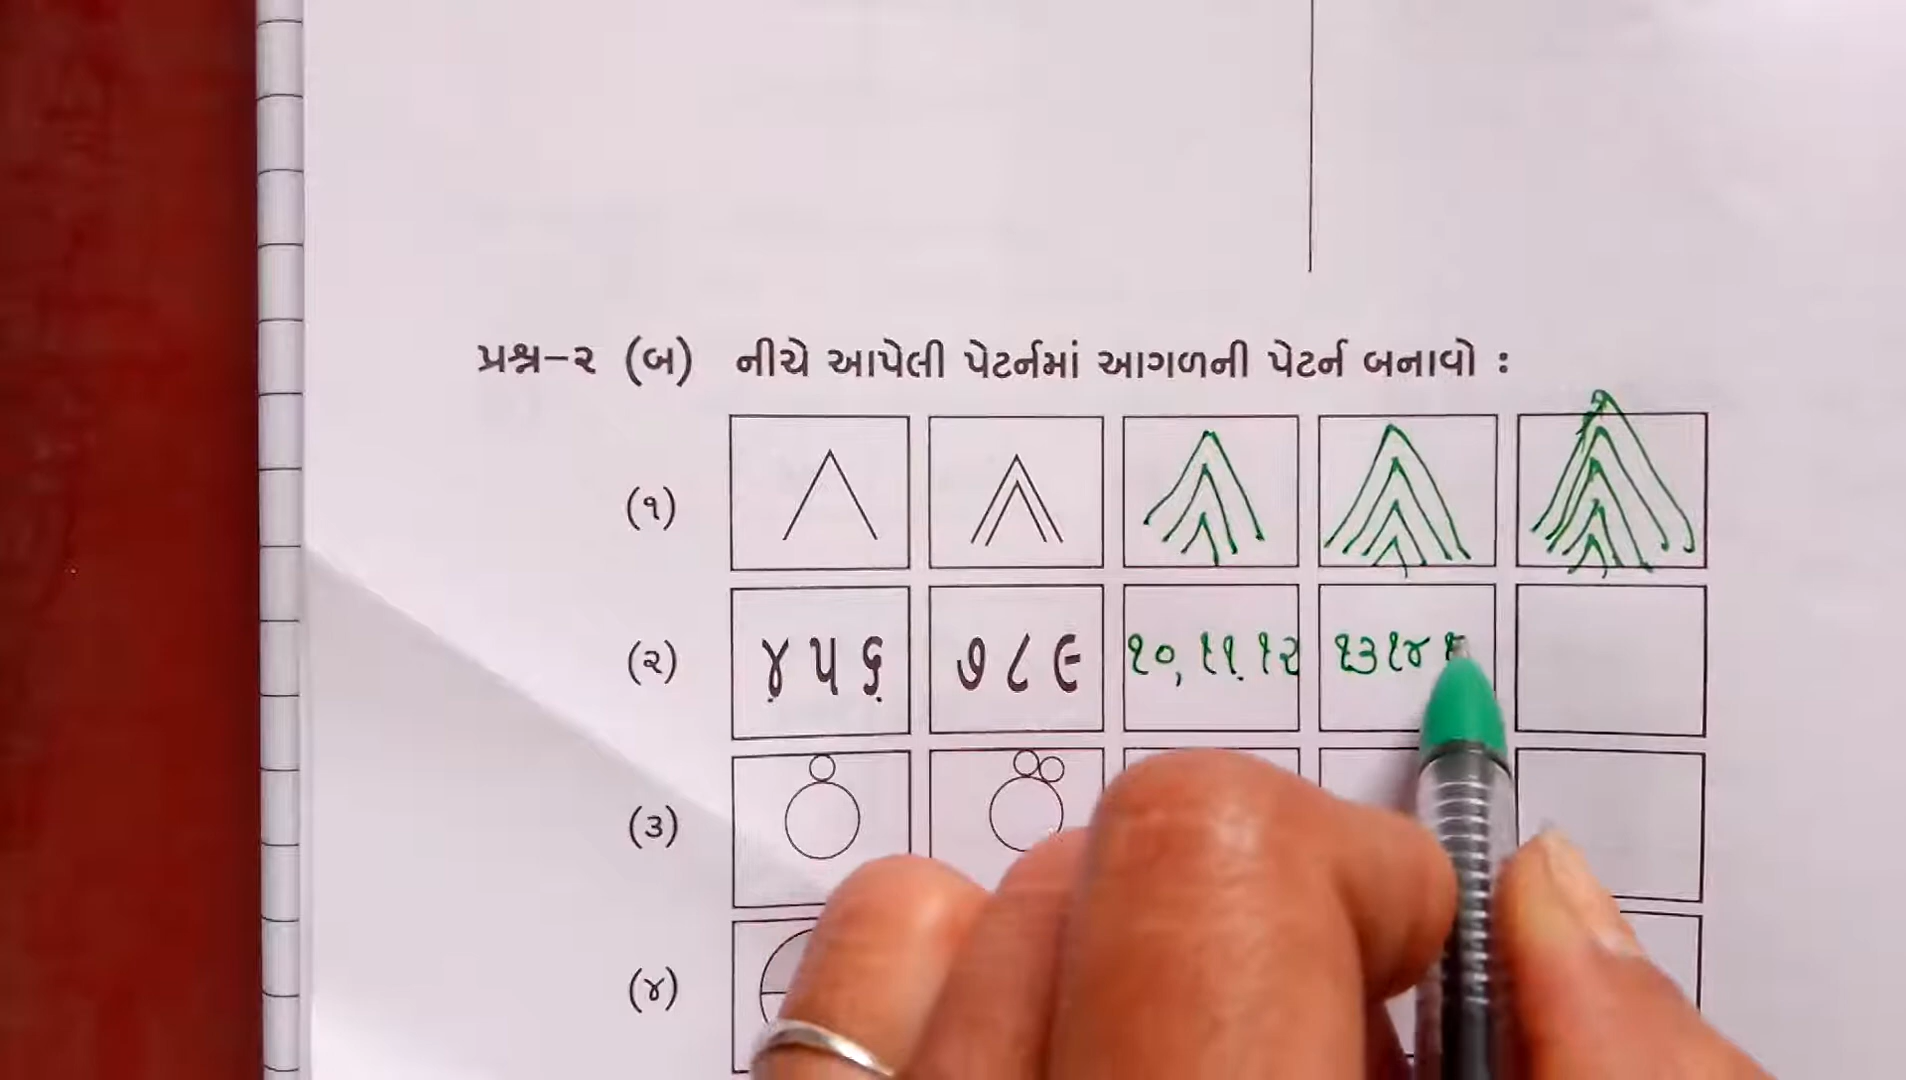 પ્રશ્ન-૨ (બ) નીચે આપેલી પેટર્નમાં આગળની પેટર્ન બનાવો :
(૧)
(૨) ૪ ૫ ૬ ૭ ૮ ૯ ૧૦, ૧૧. ૧૨ ૧૩ ૧૪
(૩)
(૪)